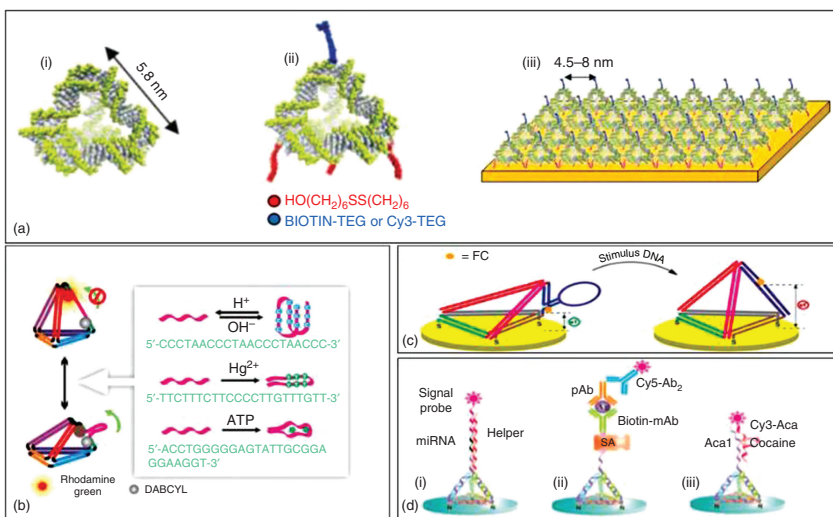 (i)
5.8 nm
(ii)
(iii)
4.5–8 nm
HO(CH2)6SS(CH2)6
BIOTIN-TEG or Cy3-TEG
(a)
H+
OH–
5′-CCCTAACCCTAACCCTAACCC-3′
Hg2+
5′-TTCTTTCTTCCCCTTGTTTGTT-3′
ATP
5′-ACCTGGGGGAGTATTGCGGA
GGAAGGT-3′
Rhodamine
green
DABCYL
(b)
= FC
Stimulus DNA
S
S
S
S
(c)
Signal
probe
miRNA
Helper
(i)
pAb
Cy5-Ab2
Biotin-mAb
SA
(ii)
Cy3-Aca
Aca1
Cocaine
(iii)
(d)